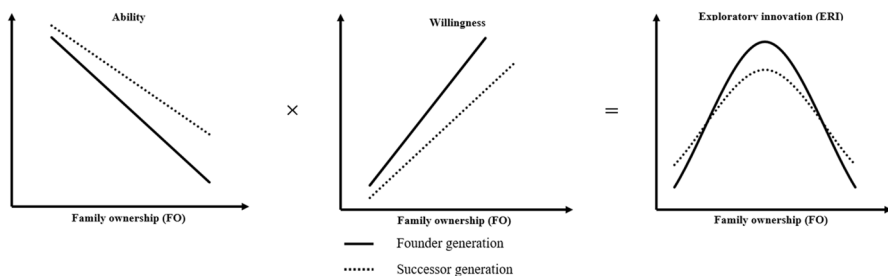 Ability
Willingness
Exploratory innovation (ERI)
×
=
Family ownership (FO)
Family ownership (FO)
Family ownership (FO)
Founder generation
Successor generation